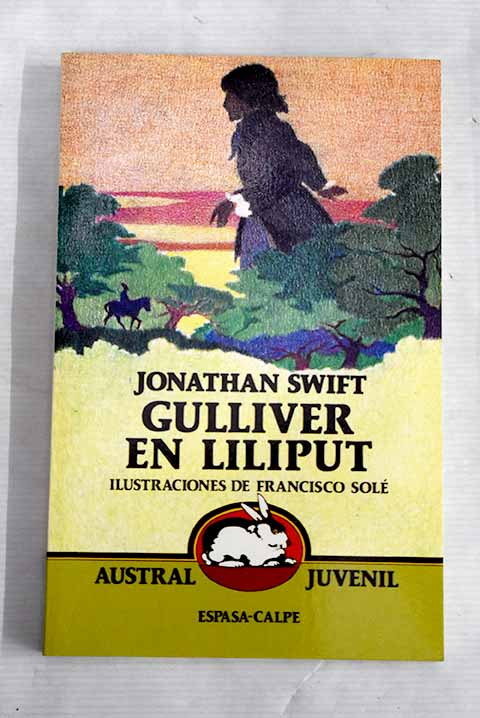 JONATHAN SWIFT
GULLIVER
EN LILIPUT
ILUSTRACIONES DE FRANCISCO SOLÉ
AUSTRAL JUVENIL
ESPASA-CALPE